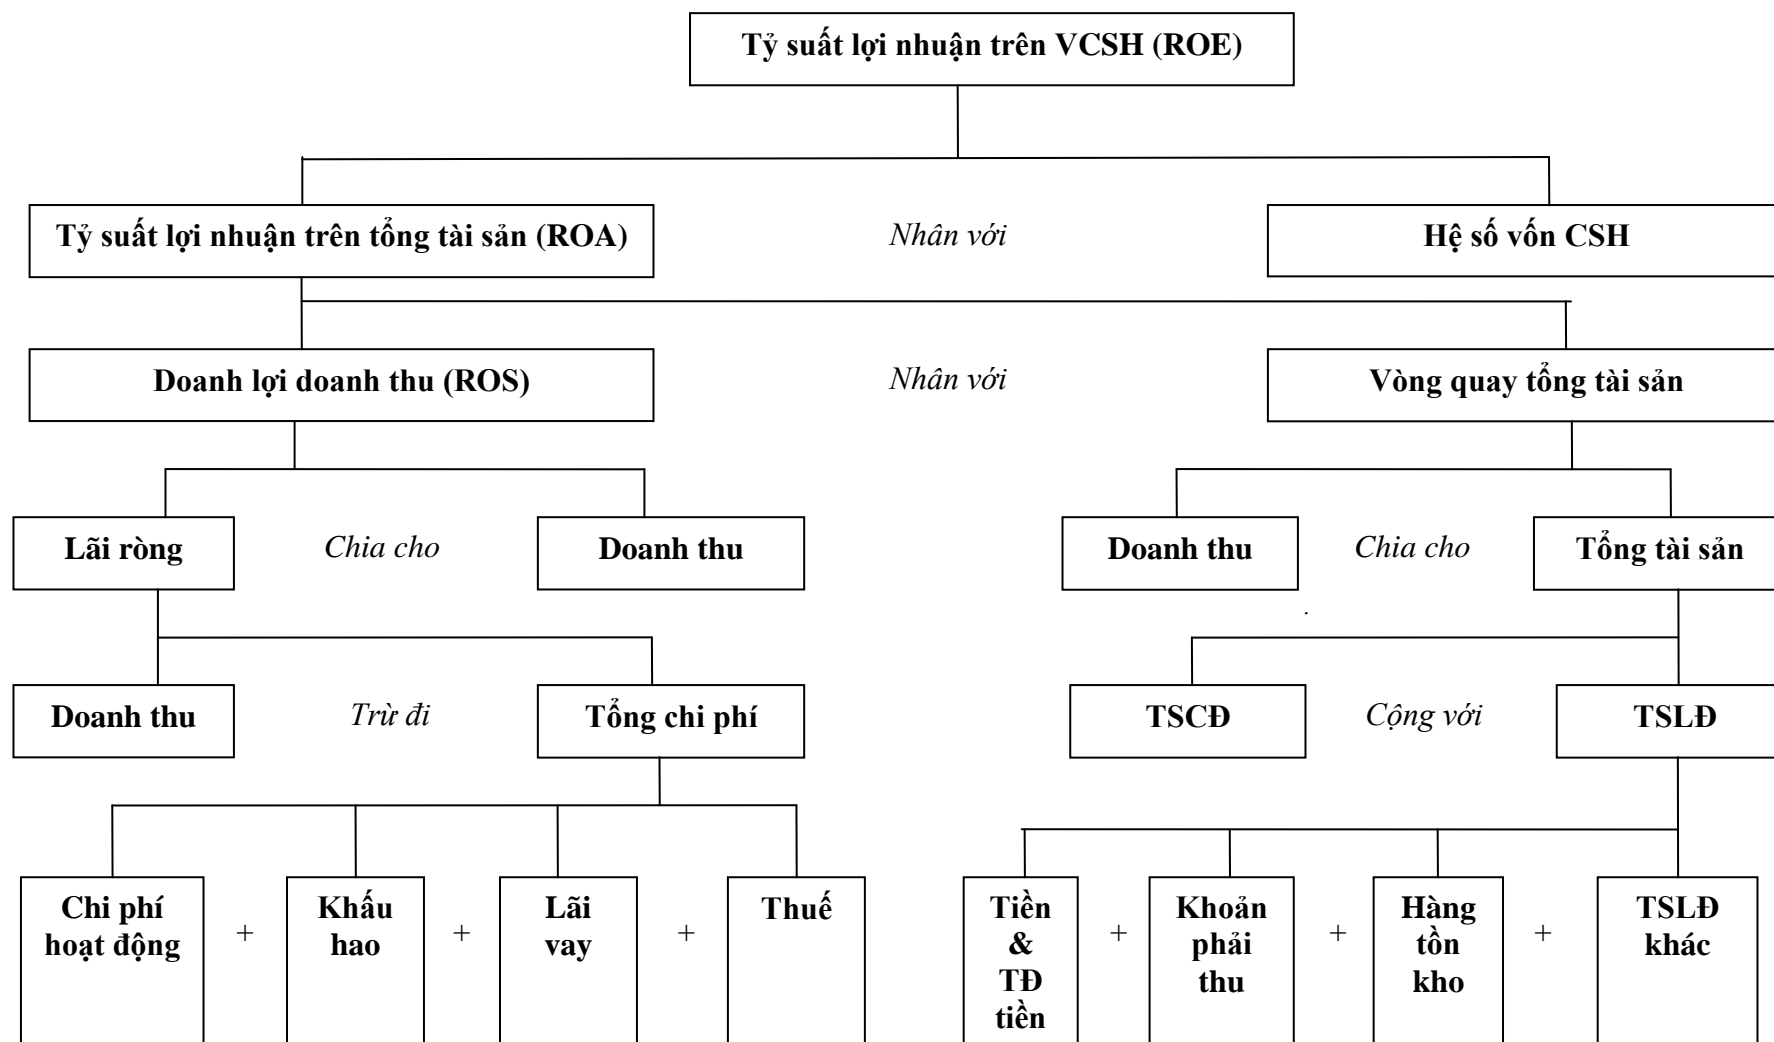 Tỷ suất lợi nhuận trên VCSH (ROE)
Tỷ suất lợi nhuận trên tổng tài sản (ROA)
Nhân với
Hệ số vốn CSH
Doanh lợi doanh thu (ROS)
Nhân với
Vòng quay tổng tài sản
Lãi ròng
Chia cho
Doanh thu
Doanh thu
Chia cho
Tổng tài sản
Doanh thu
Trừ đi
Tổng chi phí
TSCĐ
Cộng với
TSLĐ
Chi phí
hoạt động
+
Khấu
hao
+
Lãi
vay
+
Thuế
Tiền
&
TĐ
tiền
+
Khoản
phải
thu
+
Hàng
tồn
kho
+
TSLĐ
khác